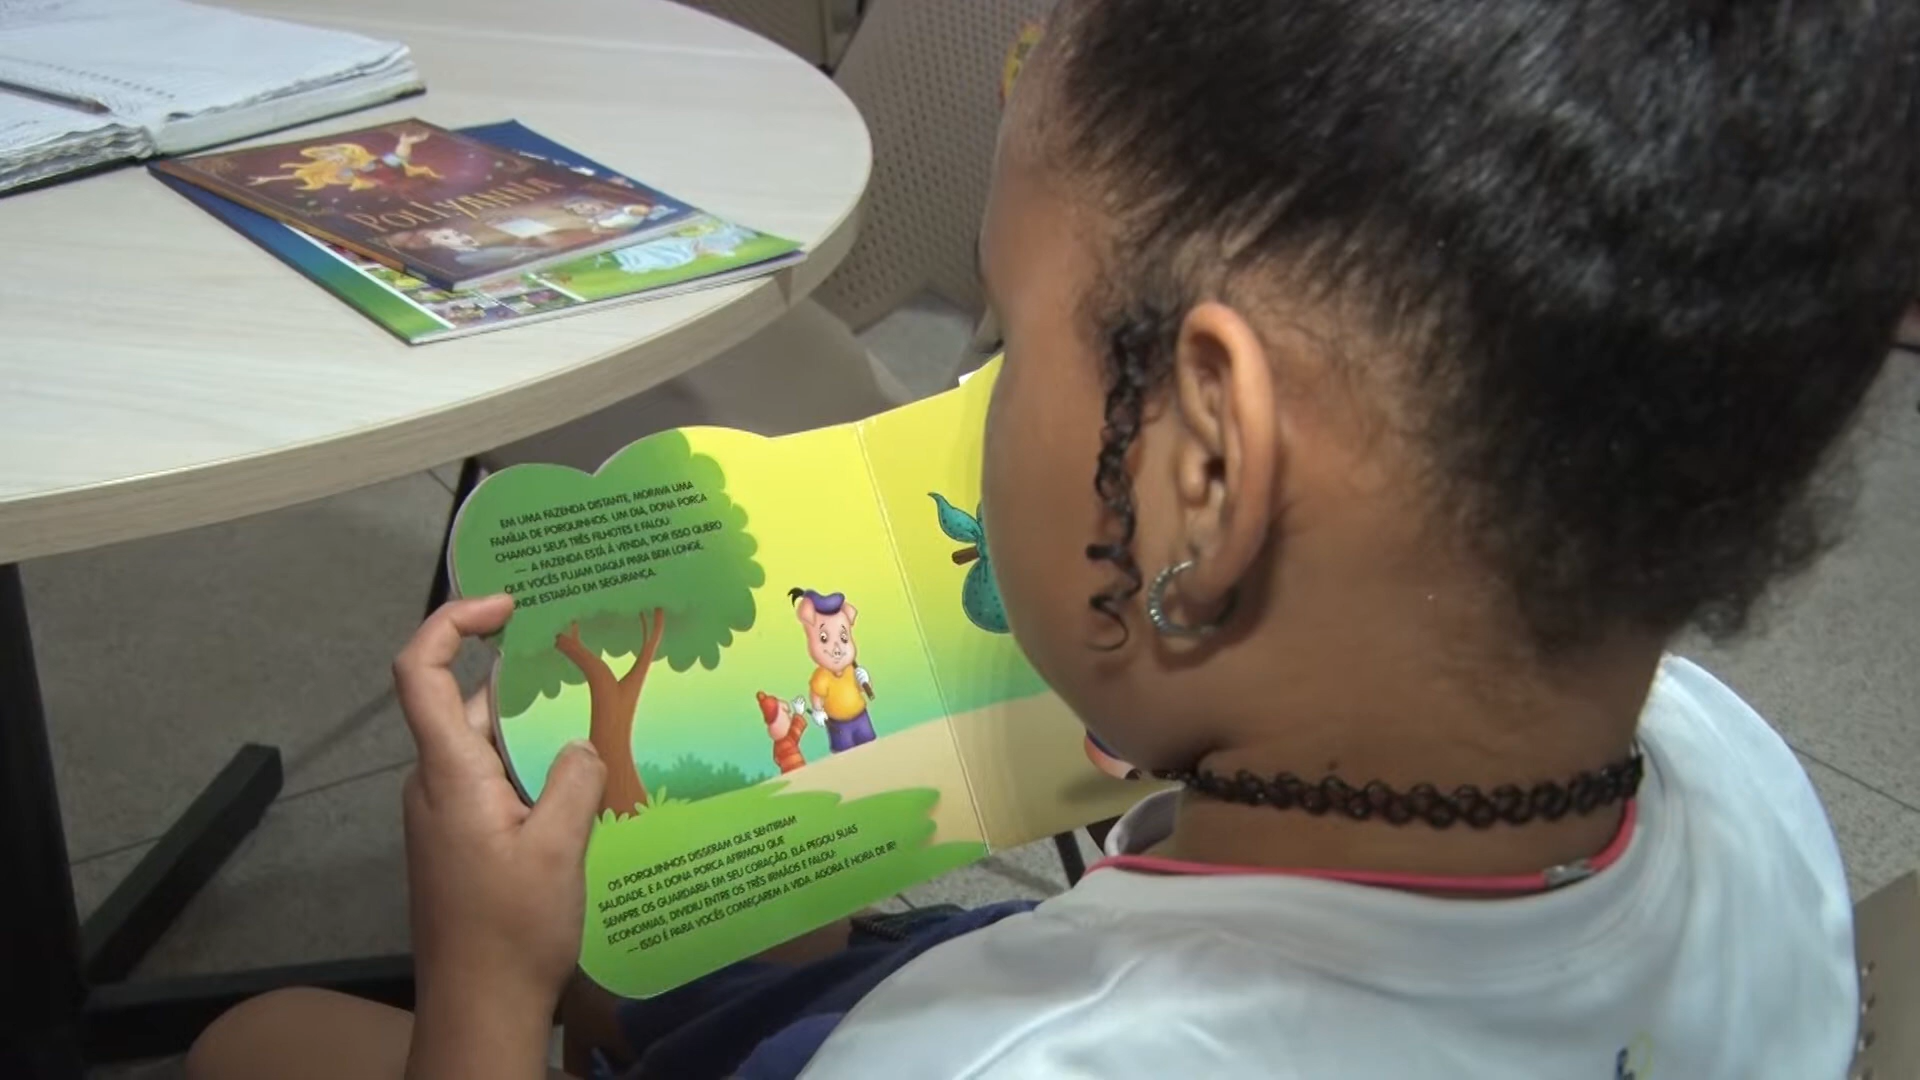 POLLYANNA
EM UMA FAZENDA DISTANTE, MORAVA UMA
FAMÍLIA DE PORQUINHOS. UM DIA, DONA PORCA
CHAMOU SEUS TRÊS FILHOTES E FALOU:
— A FAZENDA ESTÁ À VENDA, POR ISSO QUERO
QUE VOCÊS FUJAM DAQUI PARA BEM LONGE,
ONDE ESTARÃO EM SEGURANÇA.
OS PORQUINHOS DISSERAM QUE SENTIRIAM
SAUDADE, E A DONA PORCA AFIRMOU QUE
SEMPRE OS GUARDARIA EM SEU CORAÇÃO. ELA PEGOU SUAS
ECONOMIAS, DIVIDIU ENTRE OS TRÊS IRMÃOS E FALOU:
— ISSO É PARA VOCÊS COMEÇAREM A VIDA. AGORA É HORA DE IR!